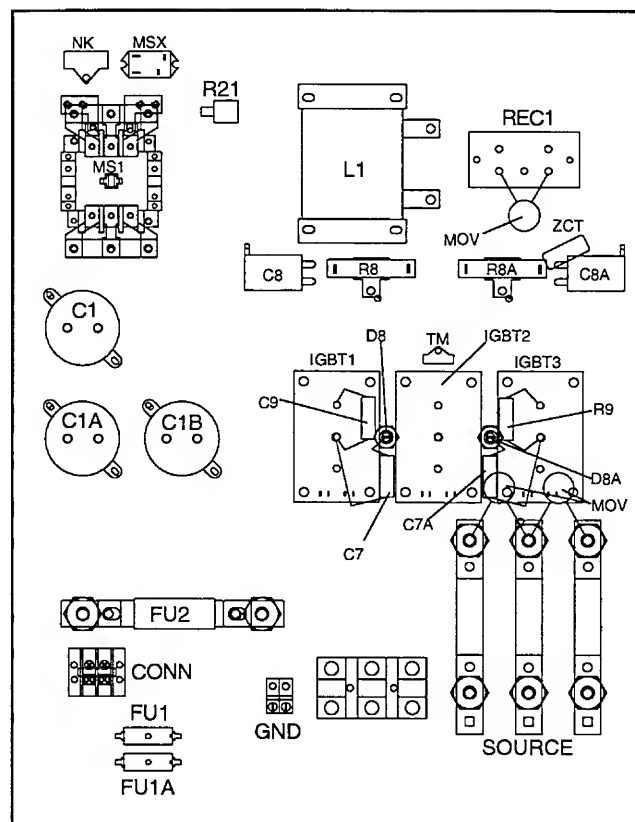 NK
MSX
R21
MS1
L1
REC1
MOV
ZCT
C8
R8
R8A
C8A
C1
D8
TM
IGBT2
IGBT1
IGBT3
C9
R9
C1A
C1B
D8A
C7A
MOV
C7
FU2
CONN
GND
FU1
FU1A
SOURCE